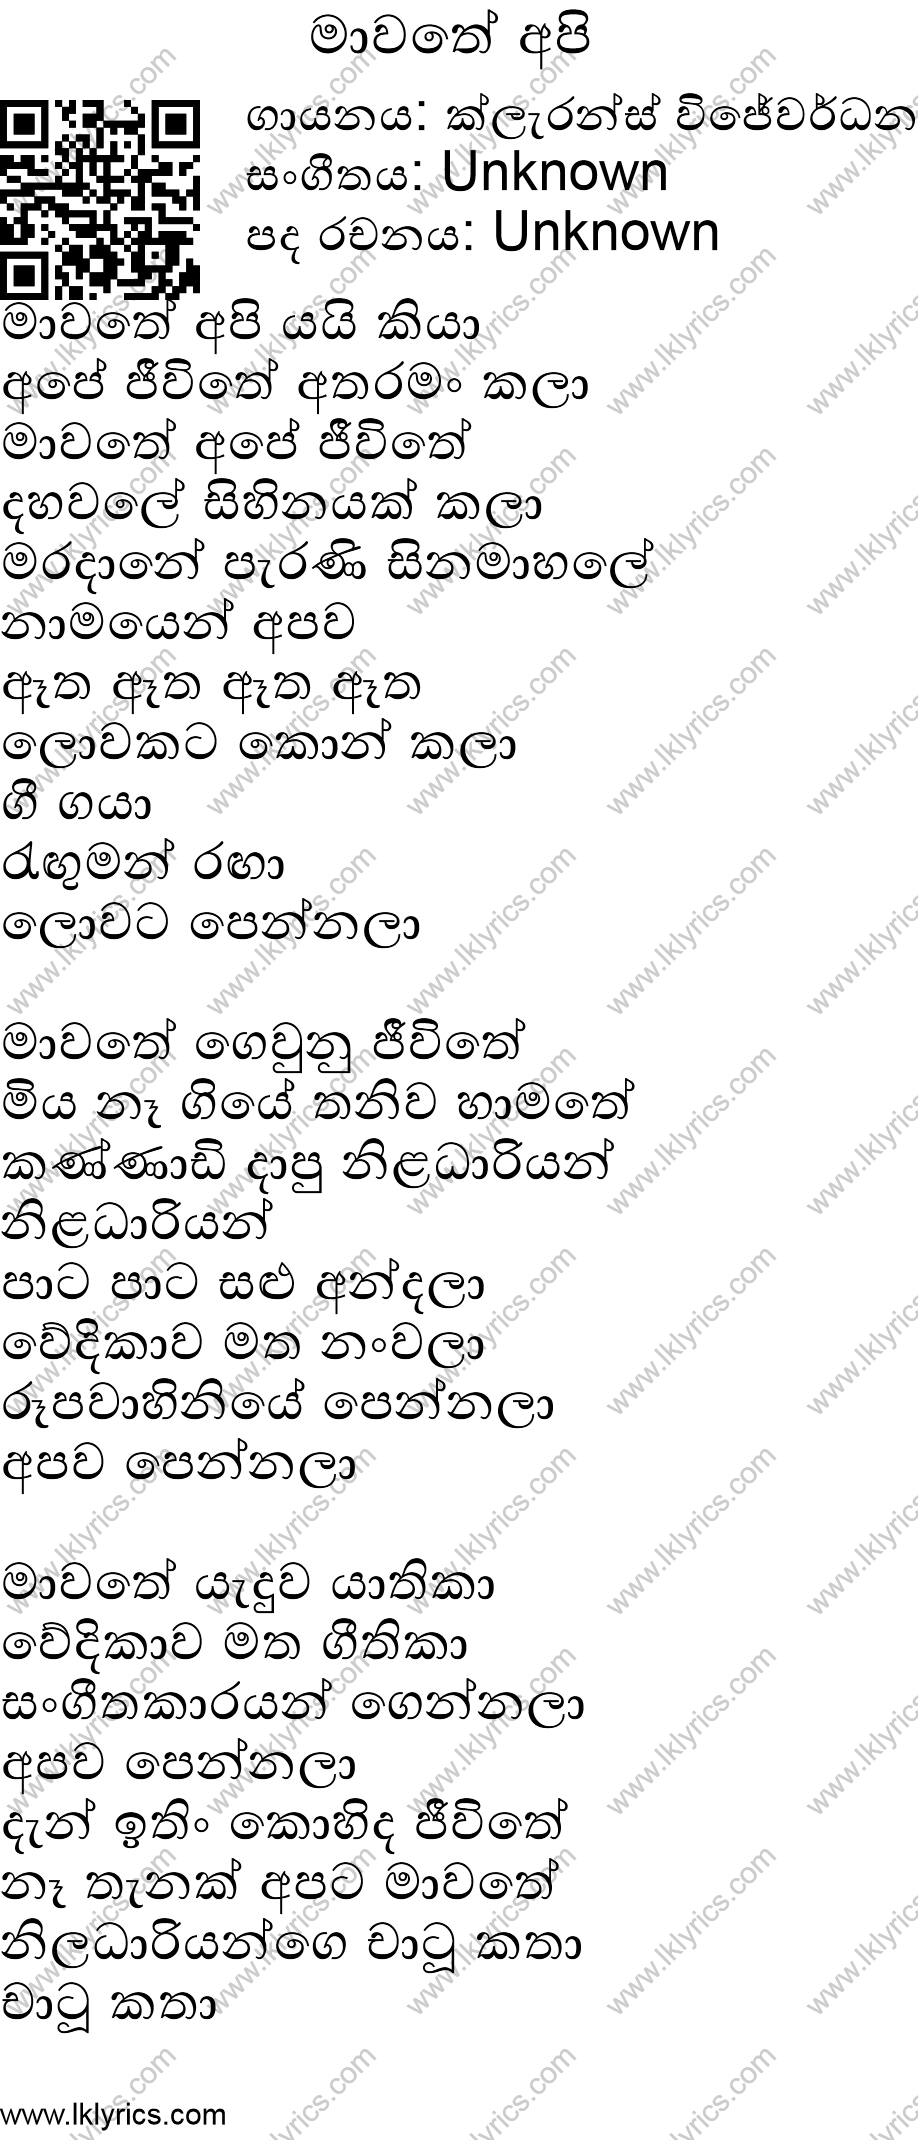 මාවතේ අපි
ගායනය: ක්ලැරන්ස් විජේවර්ධන
සංගීතය: Unknown
පද රචනය: Unknown
මාවතේ අපි යයි කියා
අපේ ජීවිතේ අතරමං කලා
මාවතේ අපේ ජීවිතේ
දහවලේ සිහිනයක් කලා
මරදානේ පැරණි සිනමාහලේ
නාමයෙන් අපව
ඈත ඈත ඈත ඈත
ලොවකට කොන් කලා
ගී ගයා
රැඟුමන් රඟා
ලොවට පෙන්නලා
මාවතේ ගෙවුනු ජීවිතේ
මිය නෑ ගියේ තනිව හාමතේ
කණ්ණාඩි දාපු නිළධාරියන්
නිළධාරියන්
පාට පාට සළු අන්දලා
වේදිකාව මත නංවලා
රූපවාහිනියේ පෙන්නලා
අපව පෙන්නලා
මාවතේ යැදුව යාතිකා
වේදිකාව මත ගීතිකා
සංගීතකාරයන් ගෙන්නලා
අපව පෙන්නලා
දැන් ඉතිං කොහිද ජීවිතේ
නෑ තැනක් අපට මාවතේ
නිලධාරියන්ගෙ චාටූ කතා
චාටූ කතා
www.lklyrics.com